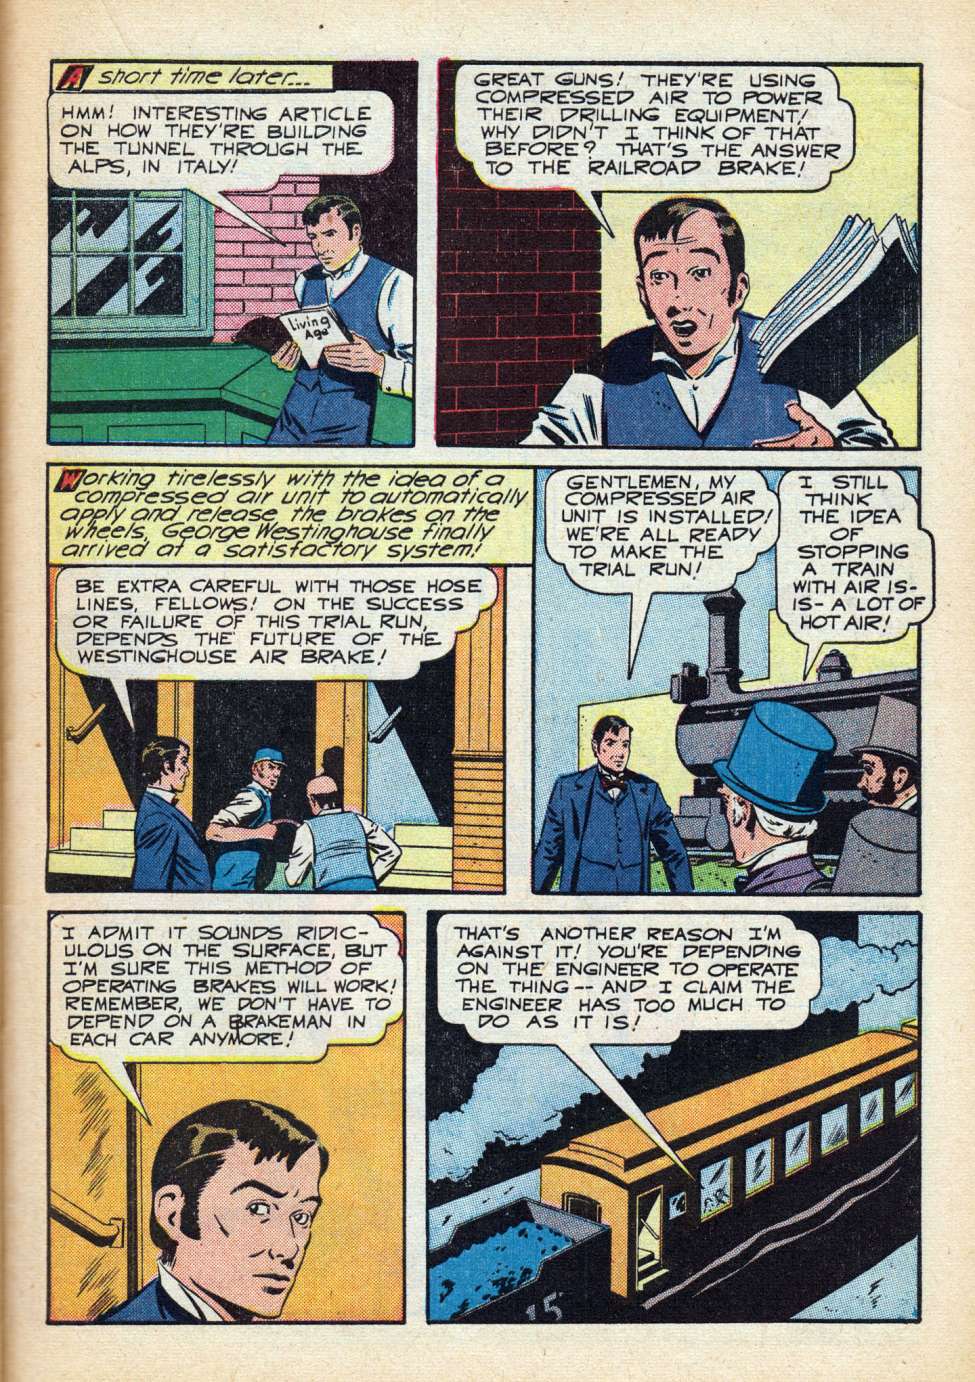 A short time later...
HMM! INTERESTING ARTICLE
ON HOW THEY'RE BUILDING
THE TUNNEL THROUGH THE
ALPS, IN ITALY!
Living
Age
GREAT GUNS! THEY'RE USING
COMPRESSED AIR TO POWER
THEIR DRILLING EQUIPMENT!
WHY DIDN'T I THINK OF THAT
BEFORE? THAT'S THE ANSWER
TO THE RAILROAD BRAKE!
Working tirelessly with the idea of a
compressed air unit to automatically
apply and release the brakes on the
wheels, George Westinghouse finally
arrived at a satisfactory system!
BE EXTRA CAREFUL WITH THOSE HOSE
LINES, FELLOWS! ON THE SUCCESS
OR FAILURE OF THIS TRIAL RUN,
DEPENDS THE FUTURE OF THE
WESTINGHOUSE AIR BRAKE!
GENTLEMEN, MY
COMPRESSED AIR
UNIT IS INSTALLED!
WE'RE ALL READY
TO MAKE THE
TRIAL RUN!
I STILL
THINK
THE IDEA
OF
STOPPING
A TRAIN
WITH AIR IS-
IS- A LOT OF
HOT AIR!
I ADMIT IT SOUNDS RIDIC-
ULOUS ON THE SURFACE, BUT
I'M SURE THIS METHOD OF
OPERATING BRAKES WILL WORK!
REMEMBER, WE DON'T HAVE TO
DEPEND ON A BRAKEMAN IN
EACH CAR ANYMORE!
THAT'S ANOTHER REASON I'M
AGAINST IT! YOU'RE DEPENDING
ON THE ENGINEER TO OPERATE
THE THING -- AND I CLAIM THE
ENGINEER HAS TOO MUCH TO
DO AS IT IS!
15